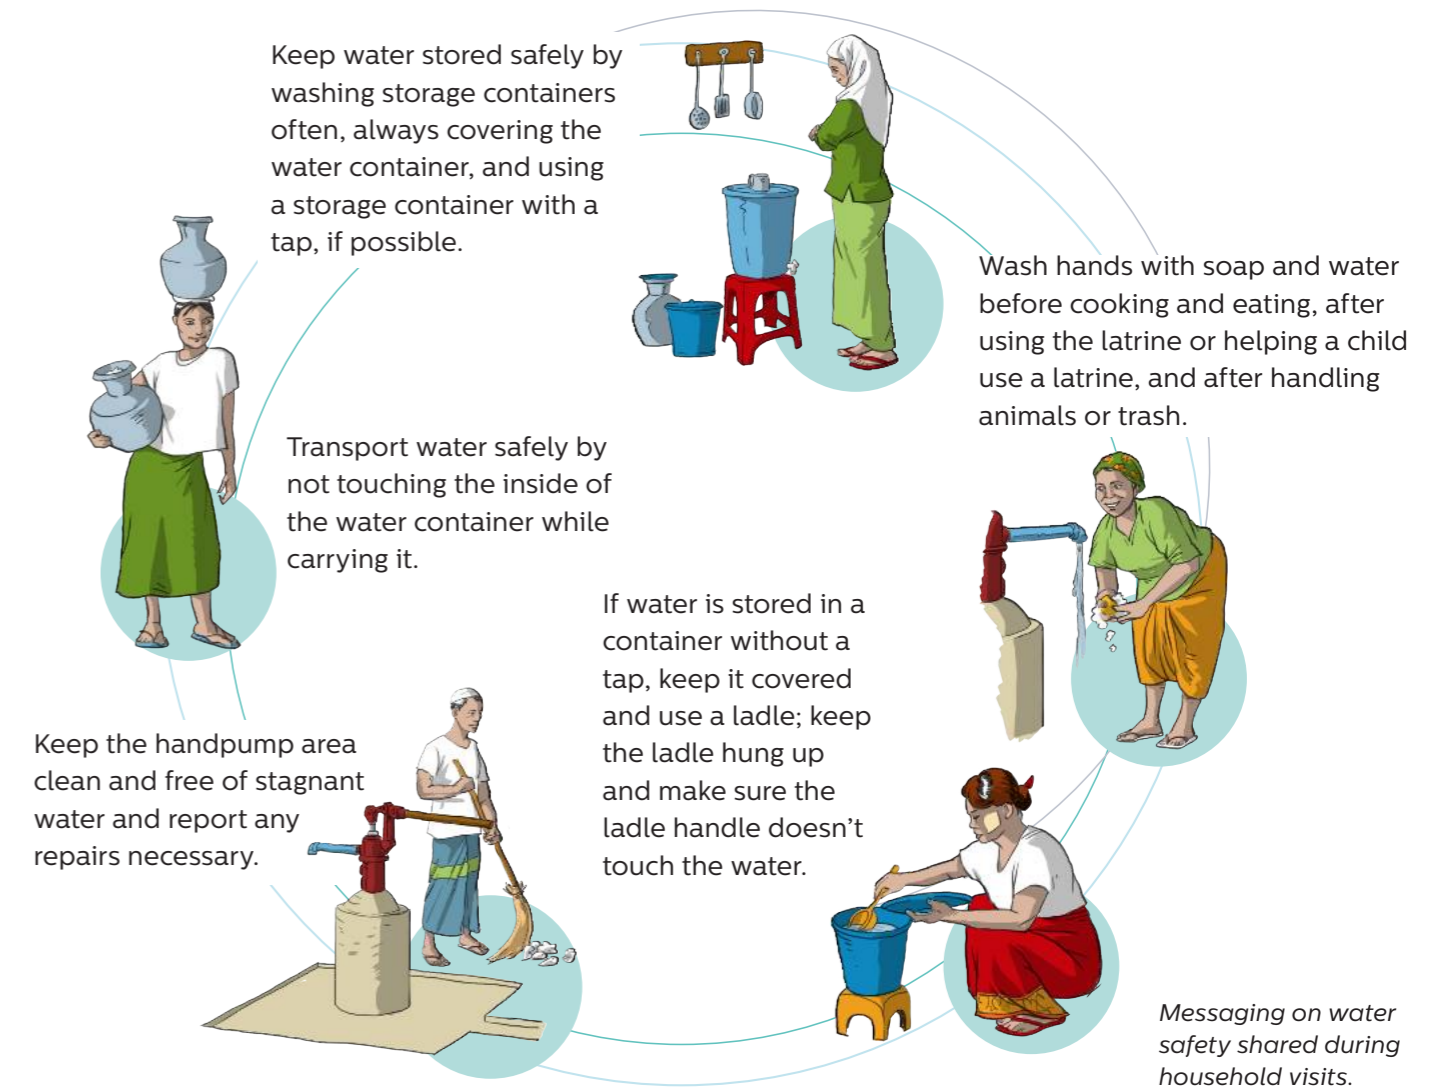 Keep water stored safely by
washing storage containers
often, always covering the
water container, and using
a storage container with a
tap, if possible.
Wash hands with soap and water
before cooking and eating, after
using the latrine or helping a child
use a latrine, and after handling
animals or trash.
Transport water safely by
not touching the inside of
the water container while
carrying it.
If water is stored in a
container without a
tap, keep it covered
and use a ladle; keep
the ladle hung up
and make sure the
ladle handle doesn’t
touch the water.
Keep the handpump area
clean and free of stagnant
water and report any
repairs necessary.
Messaging on water
safety shared during
household visits.